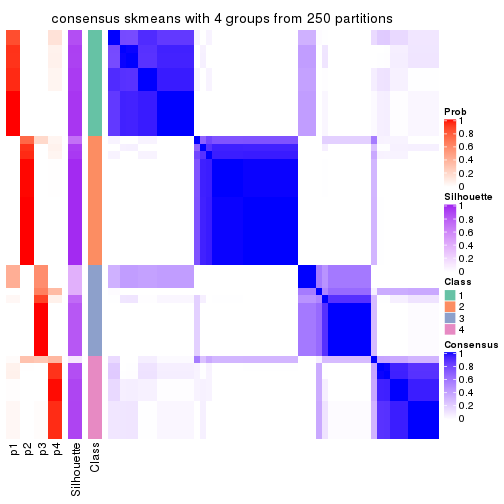 consensus skmeans with 4 groups from 250 partitions
Prob
1
0.8
0.6
0.4
0.2
0
Silhouette
1
0.8
0.6
0.4
0.2
0
Class
1
2
3
4
Consensus
1
0.8
0.6
0.4
0.2
0
p1
p2
p3
p4
Silhouette
Class